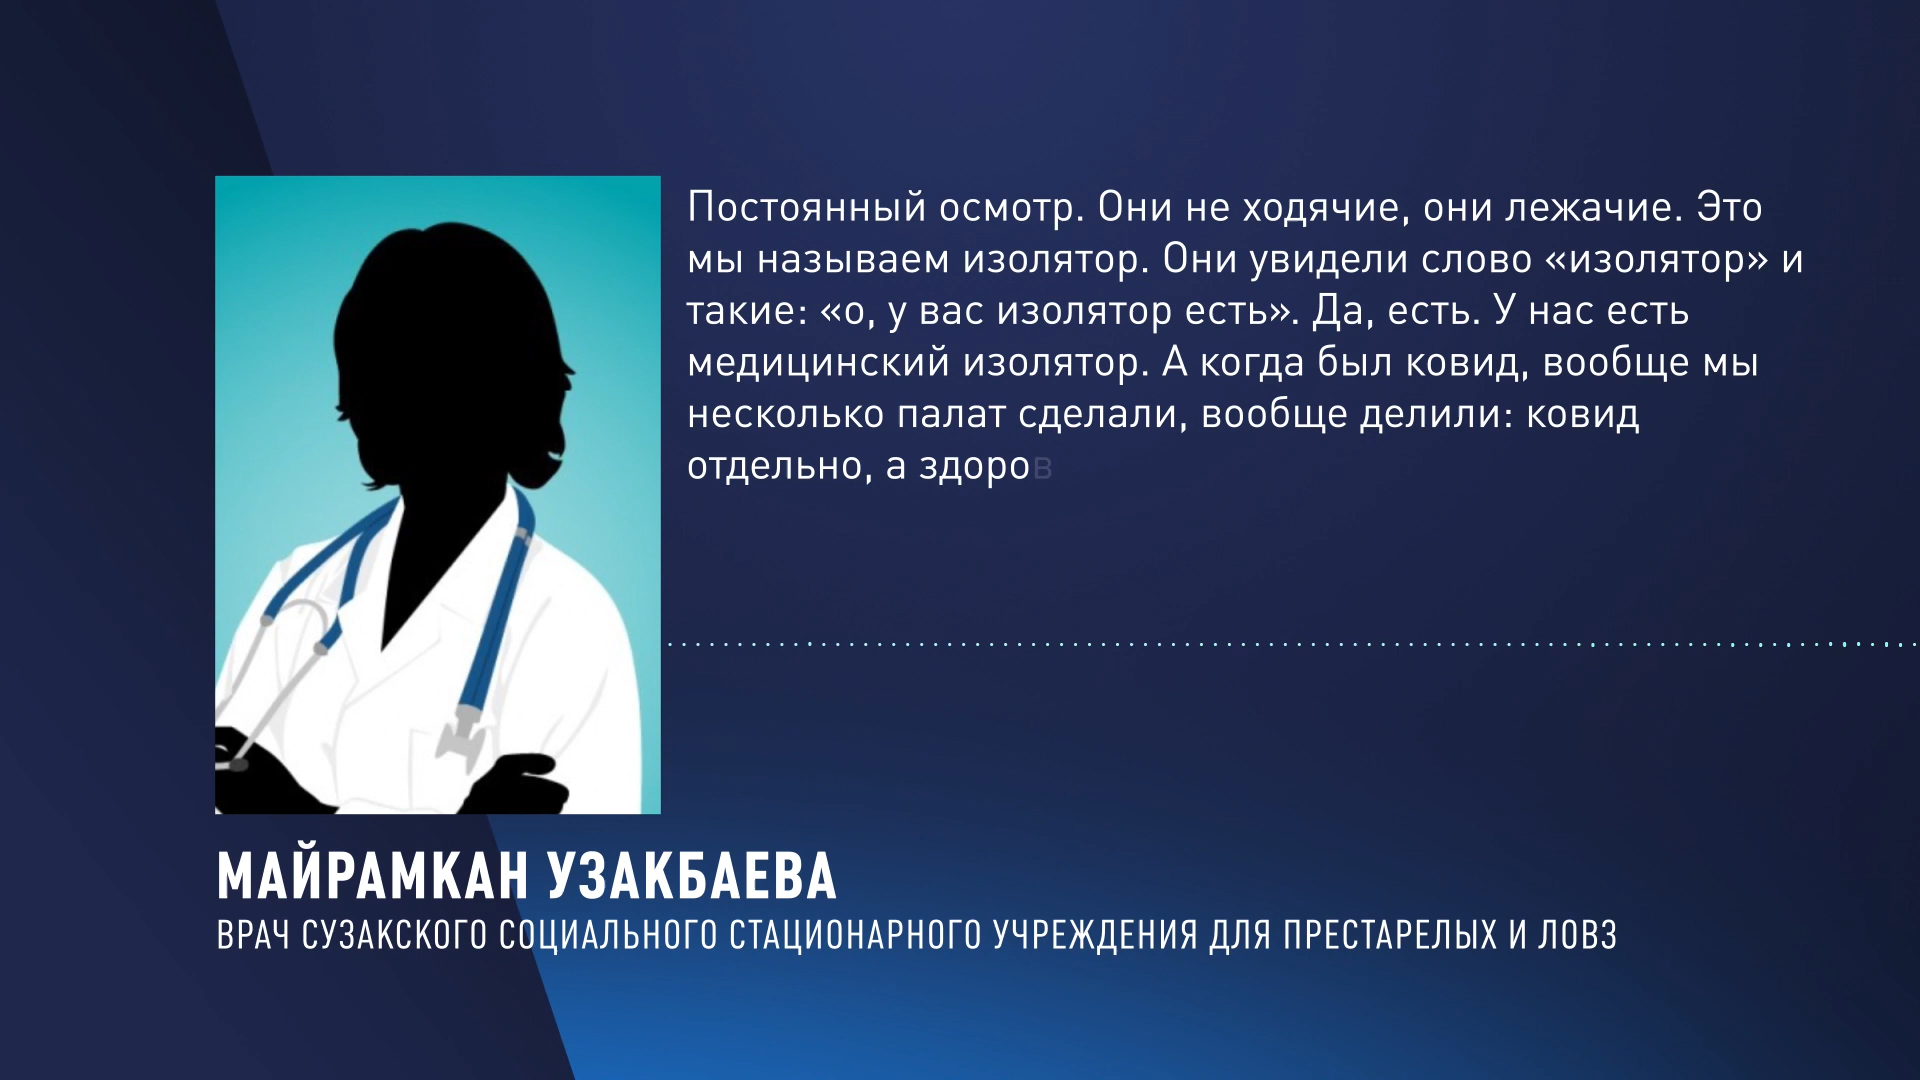 Постоянный осмотр. Они не ходячие, они лежачие. Это
мы называем изолятор. Они увидели слово «изолятор» и
такие: «о, у вас изолятор есть». Да, есть. У нас есть
медицинский изолятор. А когда был ковид, вообще мы
несколько палат сделали, вообще делили: ковид
отдельно, а здоров
МАЙРАМКАН УЗАКБАЕВА
ВРАЧ СУЗАКСКОГО СОЦИАЛЬНОГО СТАЦИОНАРНОГО УЧРЕЖДЕНИЯ ДЛЯ ПРЕСТАРЕЛЫХ И ЛОВЗ